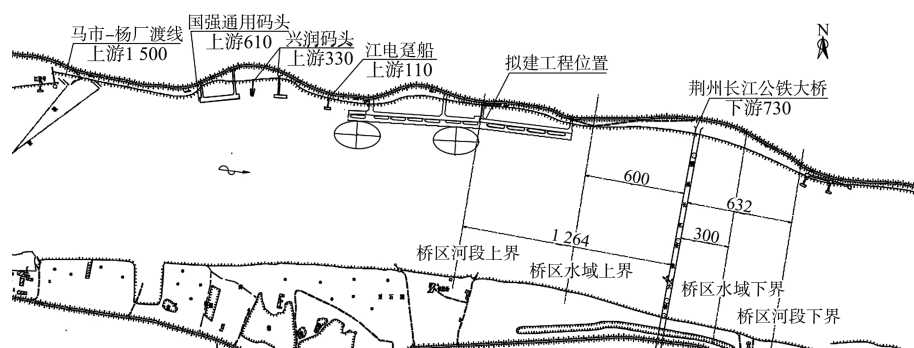 马市-杨厂渡线
上游1 500
国强通用码头
上游610
兴润码头
上游330
江电趸船
上游110
拟建工程位置
荆州长江公铁大桥
下游730
N
600
632
1 264
300
桥区河段上界
桥区水域上界
桥区水域下界
桥区河段下界